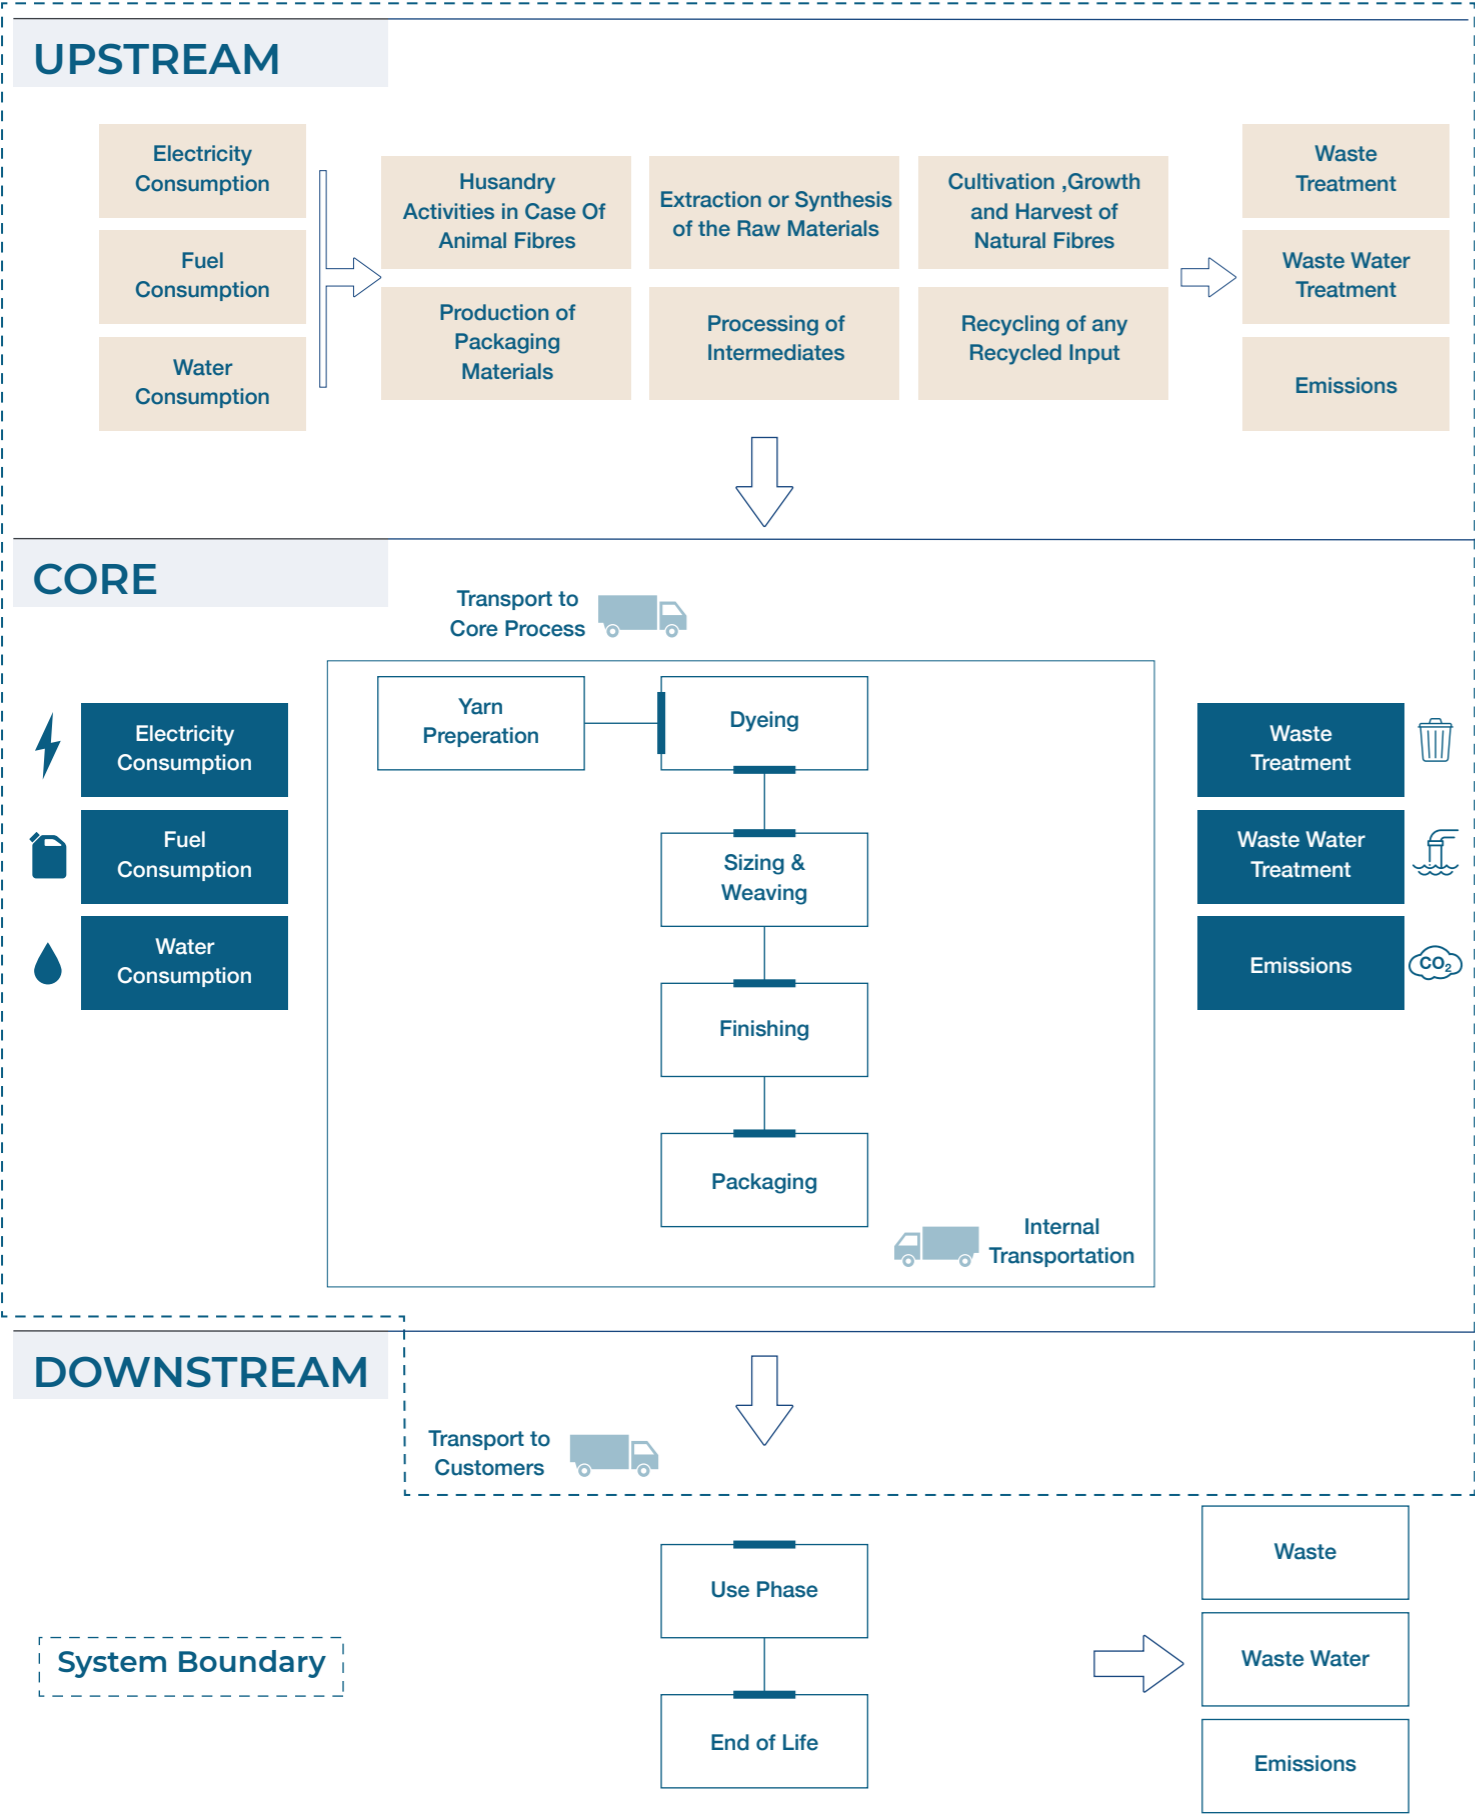 UPSTREAM
Electricity
Consumption
Fuel
Consumption
Water
Consumption
Husandry
Activities in Case Of
Animal Fibres
Extraction or Synthesis
of the Raw Materials
Cultivation ,Growth
and Harvest of
Natural Fibres
Production of
Packaging
Materials
Processing of
Intermediates
Recycling of any
Recycled Input
Waste
Treatment
Waste Water
Treatment
Emissions
CORE
Transport to
Core Process
Electricity
Consumption
Fuel
Consumption
Water
Consumption
Yarn
Preperation
Dyeing
Sizing &
Weaving
Finishing
Packaging
Internal
Transportation
Waste
Treatment
Waste Water
Treatment
Emissions
CO₂
DOWNSTREAM
Transport to
Customers
Use Phase
End of Life
Waste
Waste Water
Emissions
System Boundary